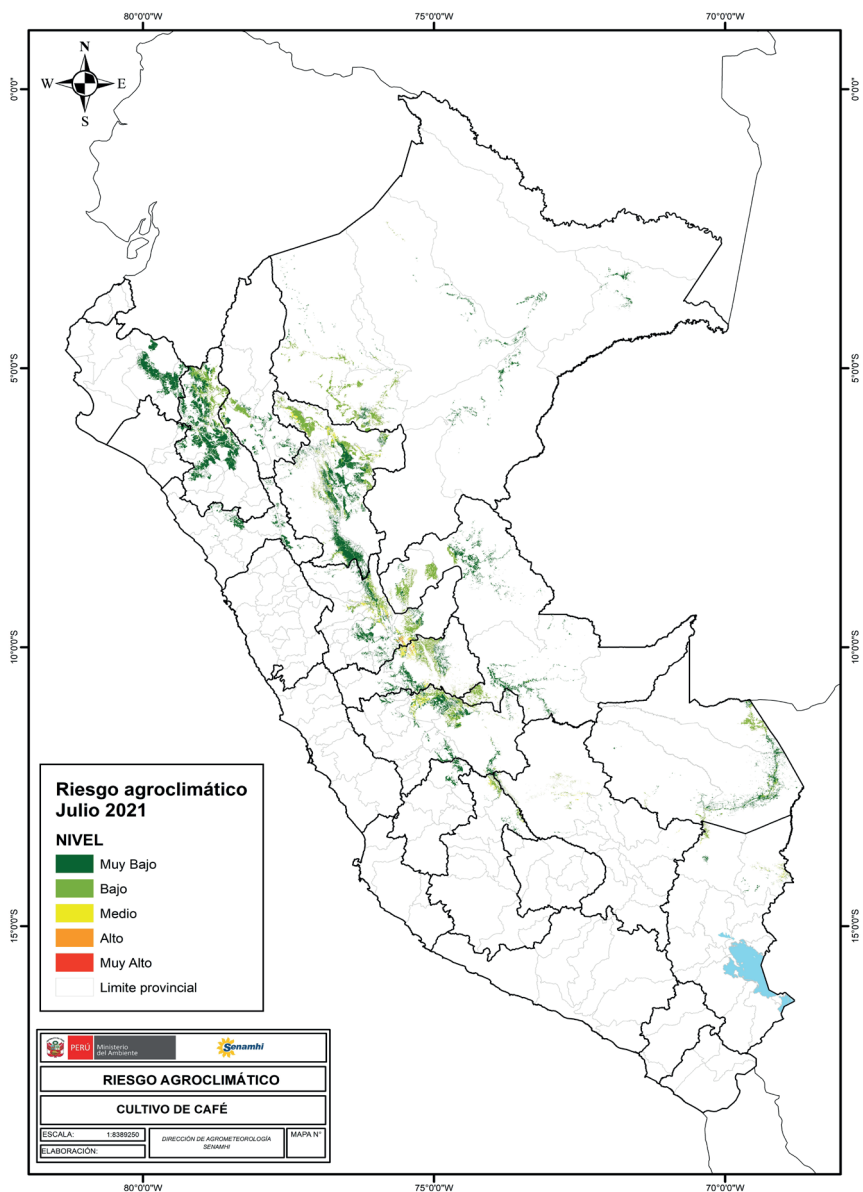 80°0'0"W 75°0'0"W 70°0'0"W
N
W E
S
0°0'0" 0°0'0"
5°0'0"S 5°0'0"S
10°0'0"S 10°0'0"S
15°0'0"S 15°0'0"S
Riesgo agroclimático
Julio 2021
NIVEL
Muy Bajo
Bajo
Medio
Alto
Muy Alto
Limite provincial
PERÚ
Ministerio
del Ambiente
Senamhi
RIESGO AGROCLIMÁTICO
CULTIVO DE CAFÉ
ESCALA: 1:8389250
ELABORACIÓN:
DIRECCIÓN DE AGROMETEOROLOGÍA
SENAMHI
MAPA N°
80°0'0"W 75°0'0"W 70°0'0"W